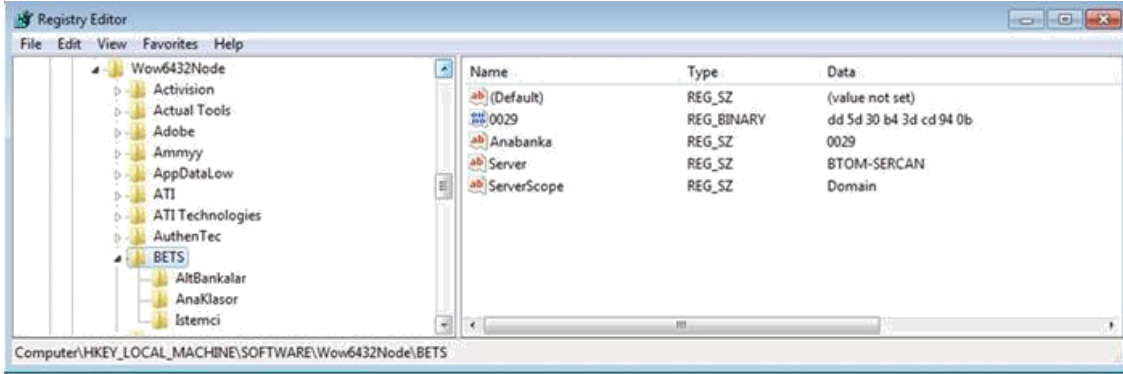 Registry Editor
File Edit View Favorites Help
Wow6432Node
Activision
Actual Tools
Adobe
Ammyy
AppDataLow
ATI
ATI Technologies
AuthenTec
BETS
AltBankalar
AnaKlasor
Istemci
Name Type Data
(Default) REG_SZ (value not set)
0029 REG_BINARY dd 5d 30 b4 3d cd 94 0b
Anabanka REG_SZ 0029
Server REG_SZ BTOM-SERCAN
ServerScope REG_SZ Domain
Computer\HKEY_LOCAL_MACHINE\SOFTWARE\Wow6432Node\BETS